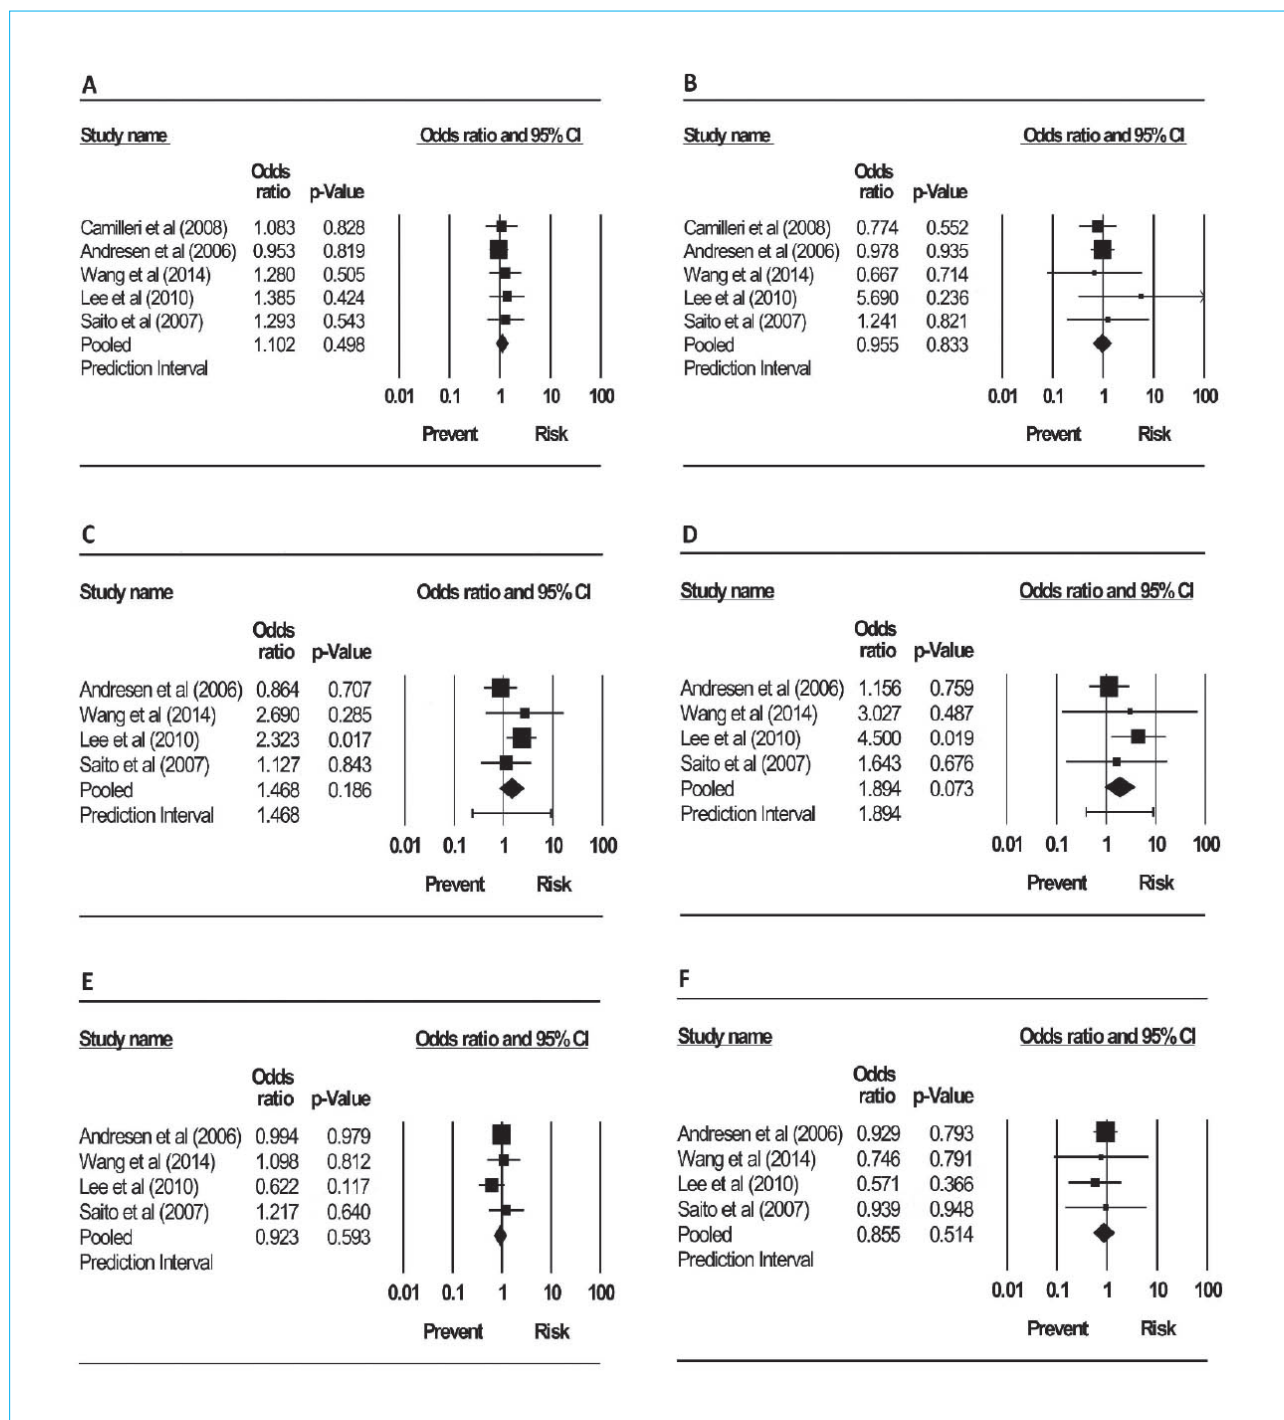 A
Study name Odds ratio and 95% CI
Odds
ratio p-Value
Camilleri et al (2008) 1.083 0.828
Andresen et al (2006) 0.953 0.819
Wang et al (2014) 1.280 0.505
Lee et al (2010) 1.385 0.424
Saito et al (2007) 1.293 0.543
Pooled 1.102 0.498
Prediction Interval
0.01 0.1 1 10 100
Prevent Risk
B
Study name Odds ratio and 95% CI
Odds
ratio p-Value
Camilleri et al (2008) 0.774 0.552
Andresen et al (2006) 0.978 0.935
Wang et al (2014) 0.667 0.714
Lee et al (2010) 5.690 0.236
Saito et al (2007) 1.241 0.821
Pooled 0.955 0.833
Prediction Interval
0.01 0.1 1 10 100
Prevent Risk
C
Study name Odds ratio and 95% CI
Odds
ratio p-Value
Andresen et al (2006) 0.864 0.707
Wang et al (2014) 2.690 0.285
Lee et al (2010) 2.323 0.017
Saito et al (2007) 1.127 0.843
Pooled 1.468 0.186
Prediction Interval 1.468
0.01 0.1 1 10 100
Prevent Risk
D
Study name Odds ratio and 95% CI
Odds
ratio p-Value
Andresen et al (2006) 1.156 0.759
Wang et al (2014) 3.027 0.487
Lee et al (2010) 4.500 0.019
Saito et al (2007) 1.643 0.676
Pooled 1.894 0.073
Prediction Interval 1.894
0.01 0.1 1 10 100
Prevent Risk
E
Study name Odds ratio and 95% CI
Odds
ratio p-Value
Andresen et al (2006) 0.994 0.979
Wang et al (2014) 1.098 0.812
Lee et al (2010) 0.622 0.117
Saito et al (2007) 1.217 0.640
Pooled 0.923 0.593
Prediction Interval
0.01 0.1 1 10 100
Prevent Risk
F
Study name Odds ratio and 95% CI
Odds
ratio p-Value
Andresen et al (2006) 0.929 0.793
Wang et al (2014) 0.746 0.791
Lee et al (2010) 0.571 0.366
Saito et al (2007) 0.939 0.948
Pooled 0.855 0.514
Prediction Interval
0.01 0.1 1 10 100
Prevent Risk